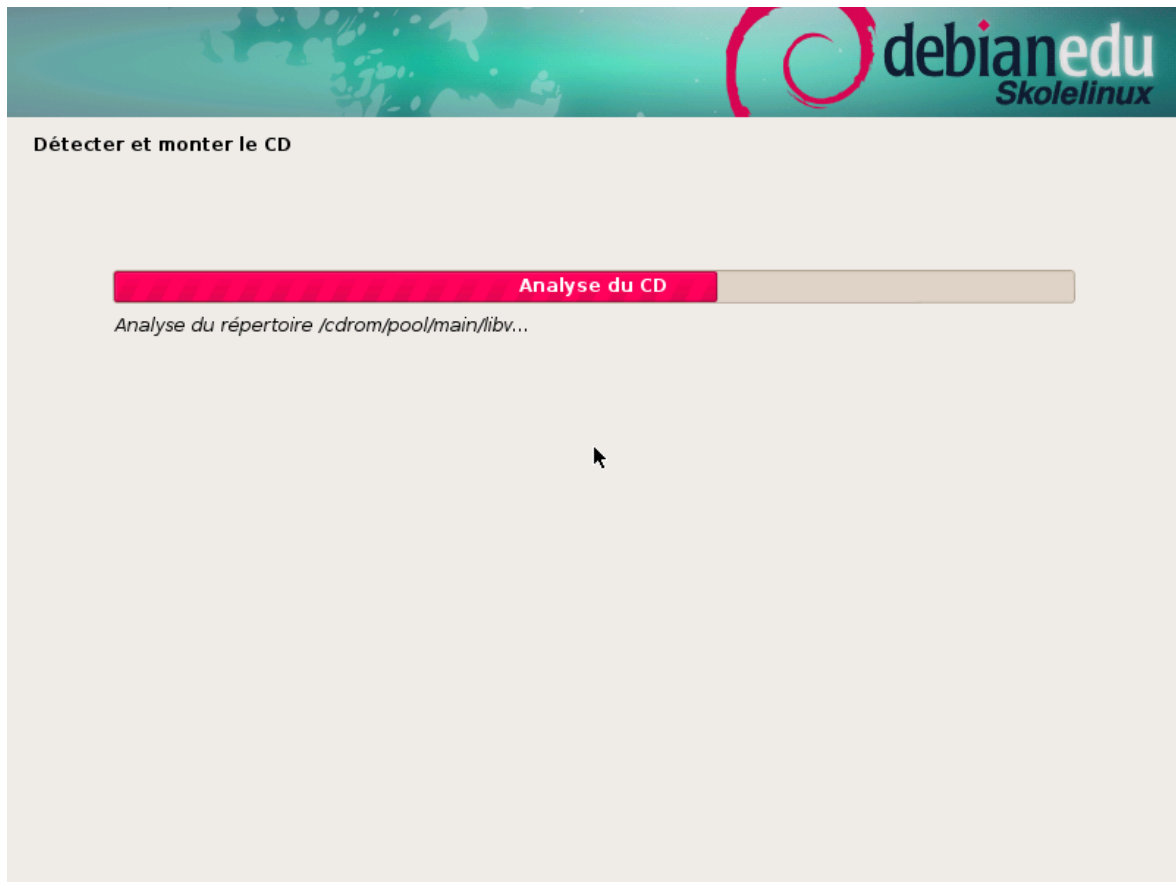 debianedu
Skolelinux
Détecter et monter le CD
Analyse du CD
Analyse du répertoire /cdrom/pool/main/libv...